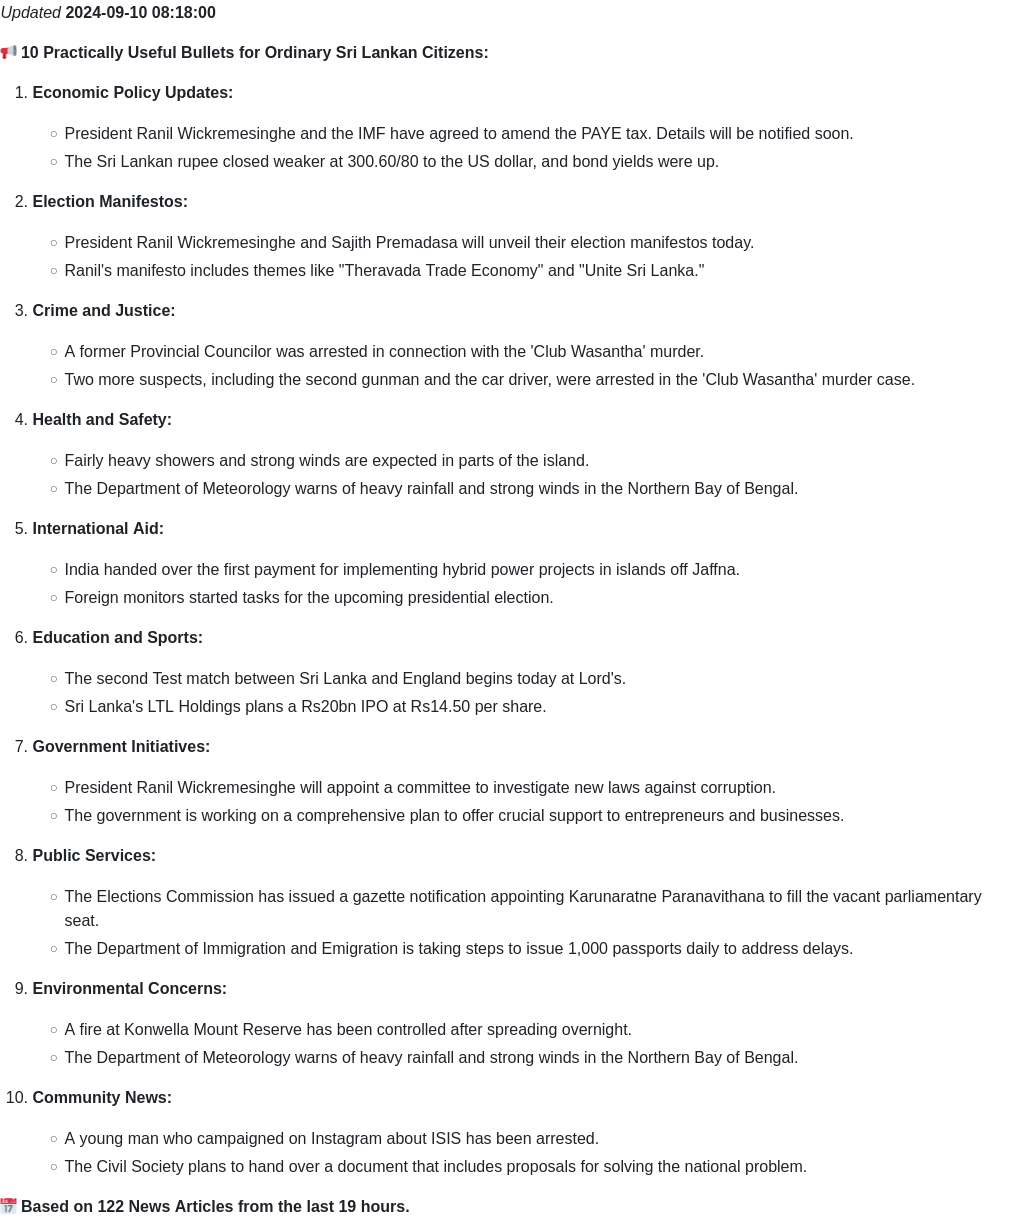 Updated 2024-09-10 08:18:00
📢 10 Practically Useful Bullets for Ordinary Sri Lankan Citizens:
1. Economic Policy Updates:
○ President Ranil Wickremesinghe and the IMF have agreed to amend the PAYE tax. Details will be notified soon.
○ The Sri Lankan rupee closed weaker at 300.60/80 to the US dollar, and bond yields were up.
2. Election Manifestos:
○ President Ranil Wickremesinghe and Sajith Premadasa will unveil their election manifestos today.
○ Ranil's manifesto includes themes like "Theravada Trade Economy" and "Unite Sri Lanka."
3. Crime and Justice:
○ A former Provincial Councilor was arrested in connection with the 'Club Wasantha' murder.
○ Two more suspects, including the second gunman and the car driver, were arrested in the 'Club Wasantha' murder case.
4. Health and Safety:
○ Fairly heavy showers and strong winds are expected in parts of the island.
○ The Department of Meteorology warns of heavy rainfall and strong winds in the Northern Bay of Bengal.
5. International Aid:
○ India handed over the first payment for implementing hybrid power projects in islands off Jaffna.
○ Foreign monitors started tasks for the upcoming presidential election.
6. Education and Sports:
○ The second Test match between Sri Lanka and England begins today at Lord's.
○ Sri Lanka's LTL Holdings plans a Rs20bn IPO at Rs14.50 per share.
7. Government Initiatives:
○ President Ranil Wickremesinghe will appoint a committee to investigate new laws against corruption.
○ The government is working on a comprehensive plan to offer crucial support to entrepreneurs and businesses.
8. Public Services:
○ The Elections Commission has issued a gazette notification appointing Karunaratne Paranavithana to fill the vacant parliamentary
seat.
○ The Department of Immigration and Emigration is taking steps to issue 1,000 passports daily to address delays.
9. Environmental Concerns:
○ A fire at Konwella Mount Reserve has been controlled after spreading overnight.
○ The Department of Meteorology warns of heavy rainfall and strong winds in the Northern Bay of Bengal.
10. Community News:
○ A young man who campaigned on Instagram about ISIS has been arrested.
○ The Civil Society plans to hand over a document that includes proposals for solving the national problem.
📅 Based on 122 News Articles from the last 19 hours.